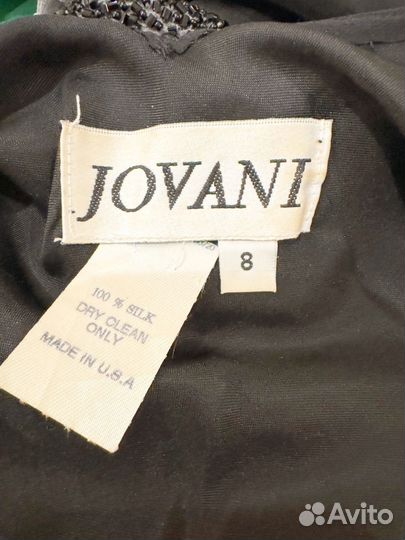 JOVANI
8
100 % SILK
DRY CLEAN
ONLY
MADE IN U.S.A
Avito